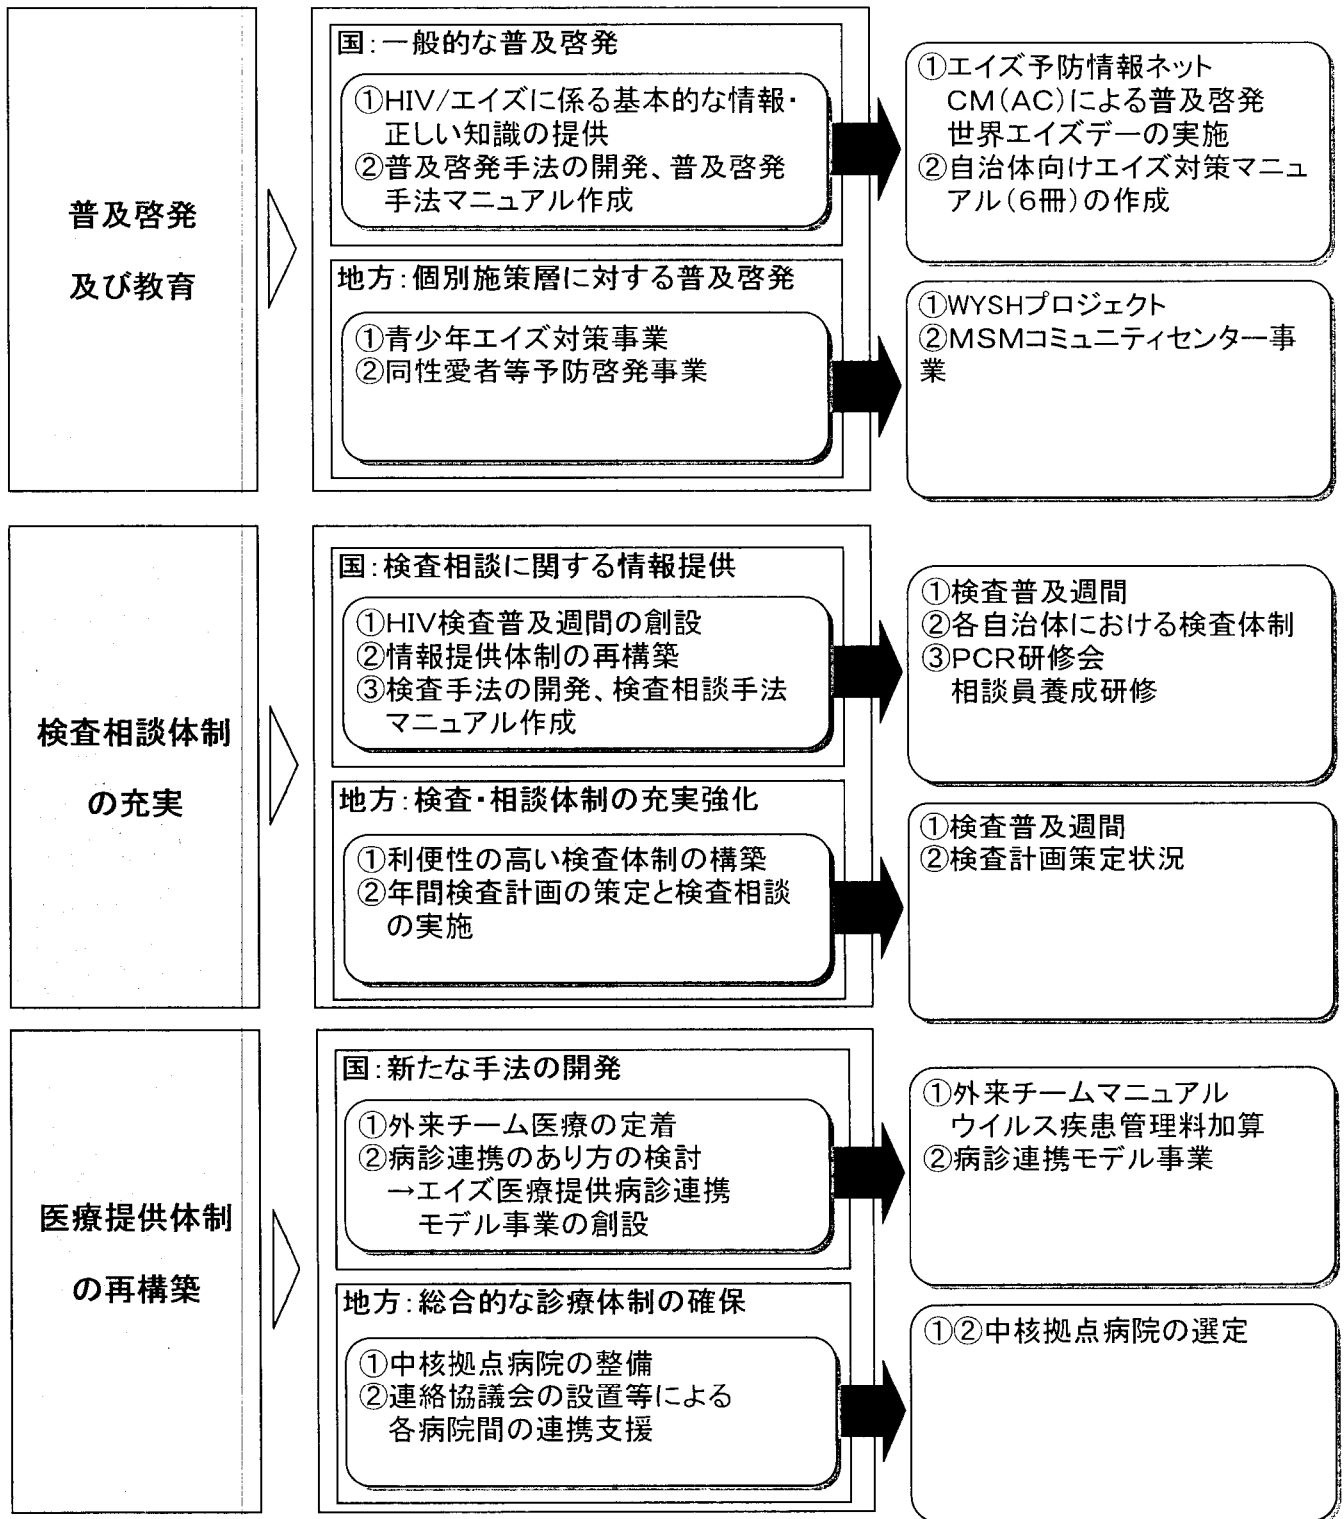 普及啓発
及び教育
国:一般的な普及啓発
①HIV/エイズに係る基本的な情報・
正しい知識の提供
②普及啓発手法の開発、普及啓発
手法マニュアル作成
①エイズ予防情報ネット
CM(AC)による普及啓発
世界エイズデーの実施
②自治体向けエイズ対策マニュ
アル(6冊)の作成
地方:個別施策層に対する普及啓発
①青少年エイズ対策事業
②同性愛者等予防啓発事業
①WYSHプロジェクト
②MSMコミュニティセンター事
業
検査相談体制
の充実
国:検査相談に関する情報提供
①HIV検査普及週間の創設
②情報提供体制の再構築
③検査手法の開発、検査相談手法
マニュアル作成
①検査普及週間
②各自治体における検査体制
③PCR研修会
相談員養成研修
地方:検査・相談体制の充実強化
①利便性の高い検査体制の構築
②年間検査計画の策定と検査相談
の実施
①検査普及週間
②検査計画策定状況
医療提供体制
の再構築
国:新たな手法の開発
①外来チーム医療の定着
②病診連携のあり方の検討
→エイズ医療提供病診連携
モデル事業の創設
①外来チームマニュアル
ウイルス疾患管理料加算
②病診連携モデル事業
地方:総合的な診療体制の確保
①中核拠点病院の整備
②連絡協議会の設置等による
各病院間の連携支援
①②中核拠点病院の選定